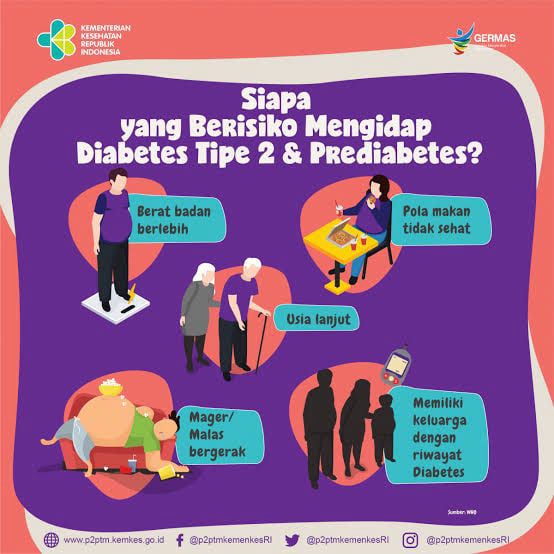 KEMENTERIAN
KESEHATAN
REPUBLIK
INDONESIA
GERMAS
Siapa
yang Berisiko Mengidap
Diabetes Tipe 2 & Prediabetes?
Berat badan
berlebih
Pola makan
tidak sehat
Usia lanjut
Mager/
Malas
bergerak
Memiliki
keluarga
dengan
riwayat
Diabetes
Sumber: WHO
www.p2ptm.kemkes.go.id
@p2ptmkemenkesRI
@p2ptmkemenkesRI
@p2ptmkemenkesRI